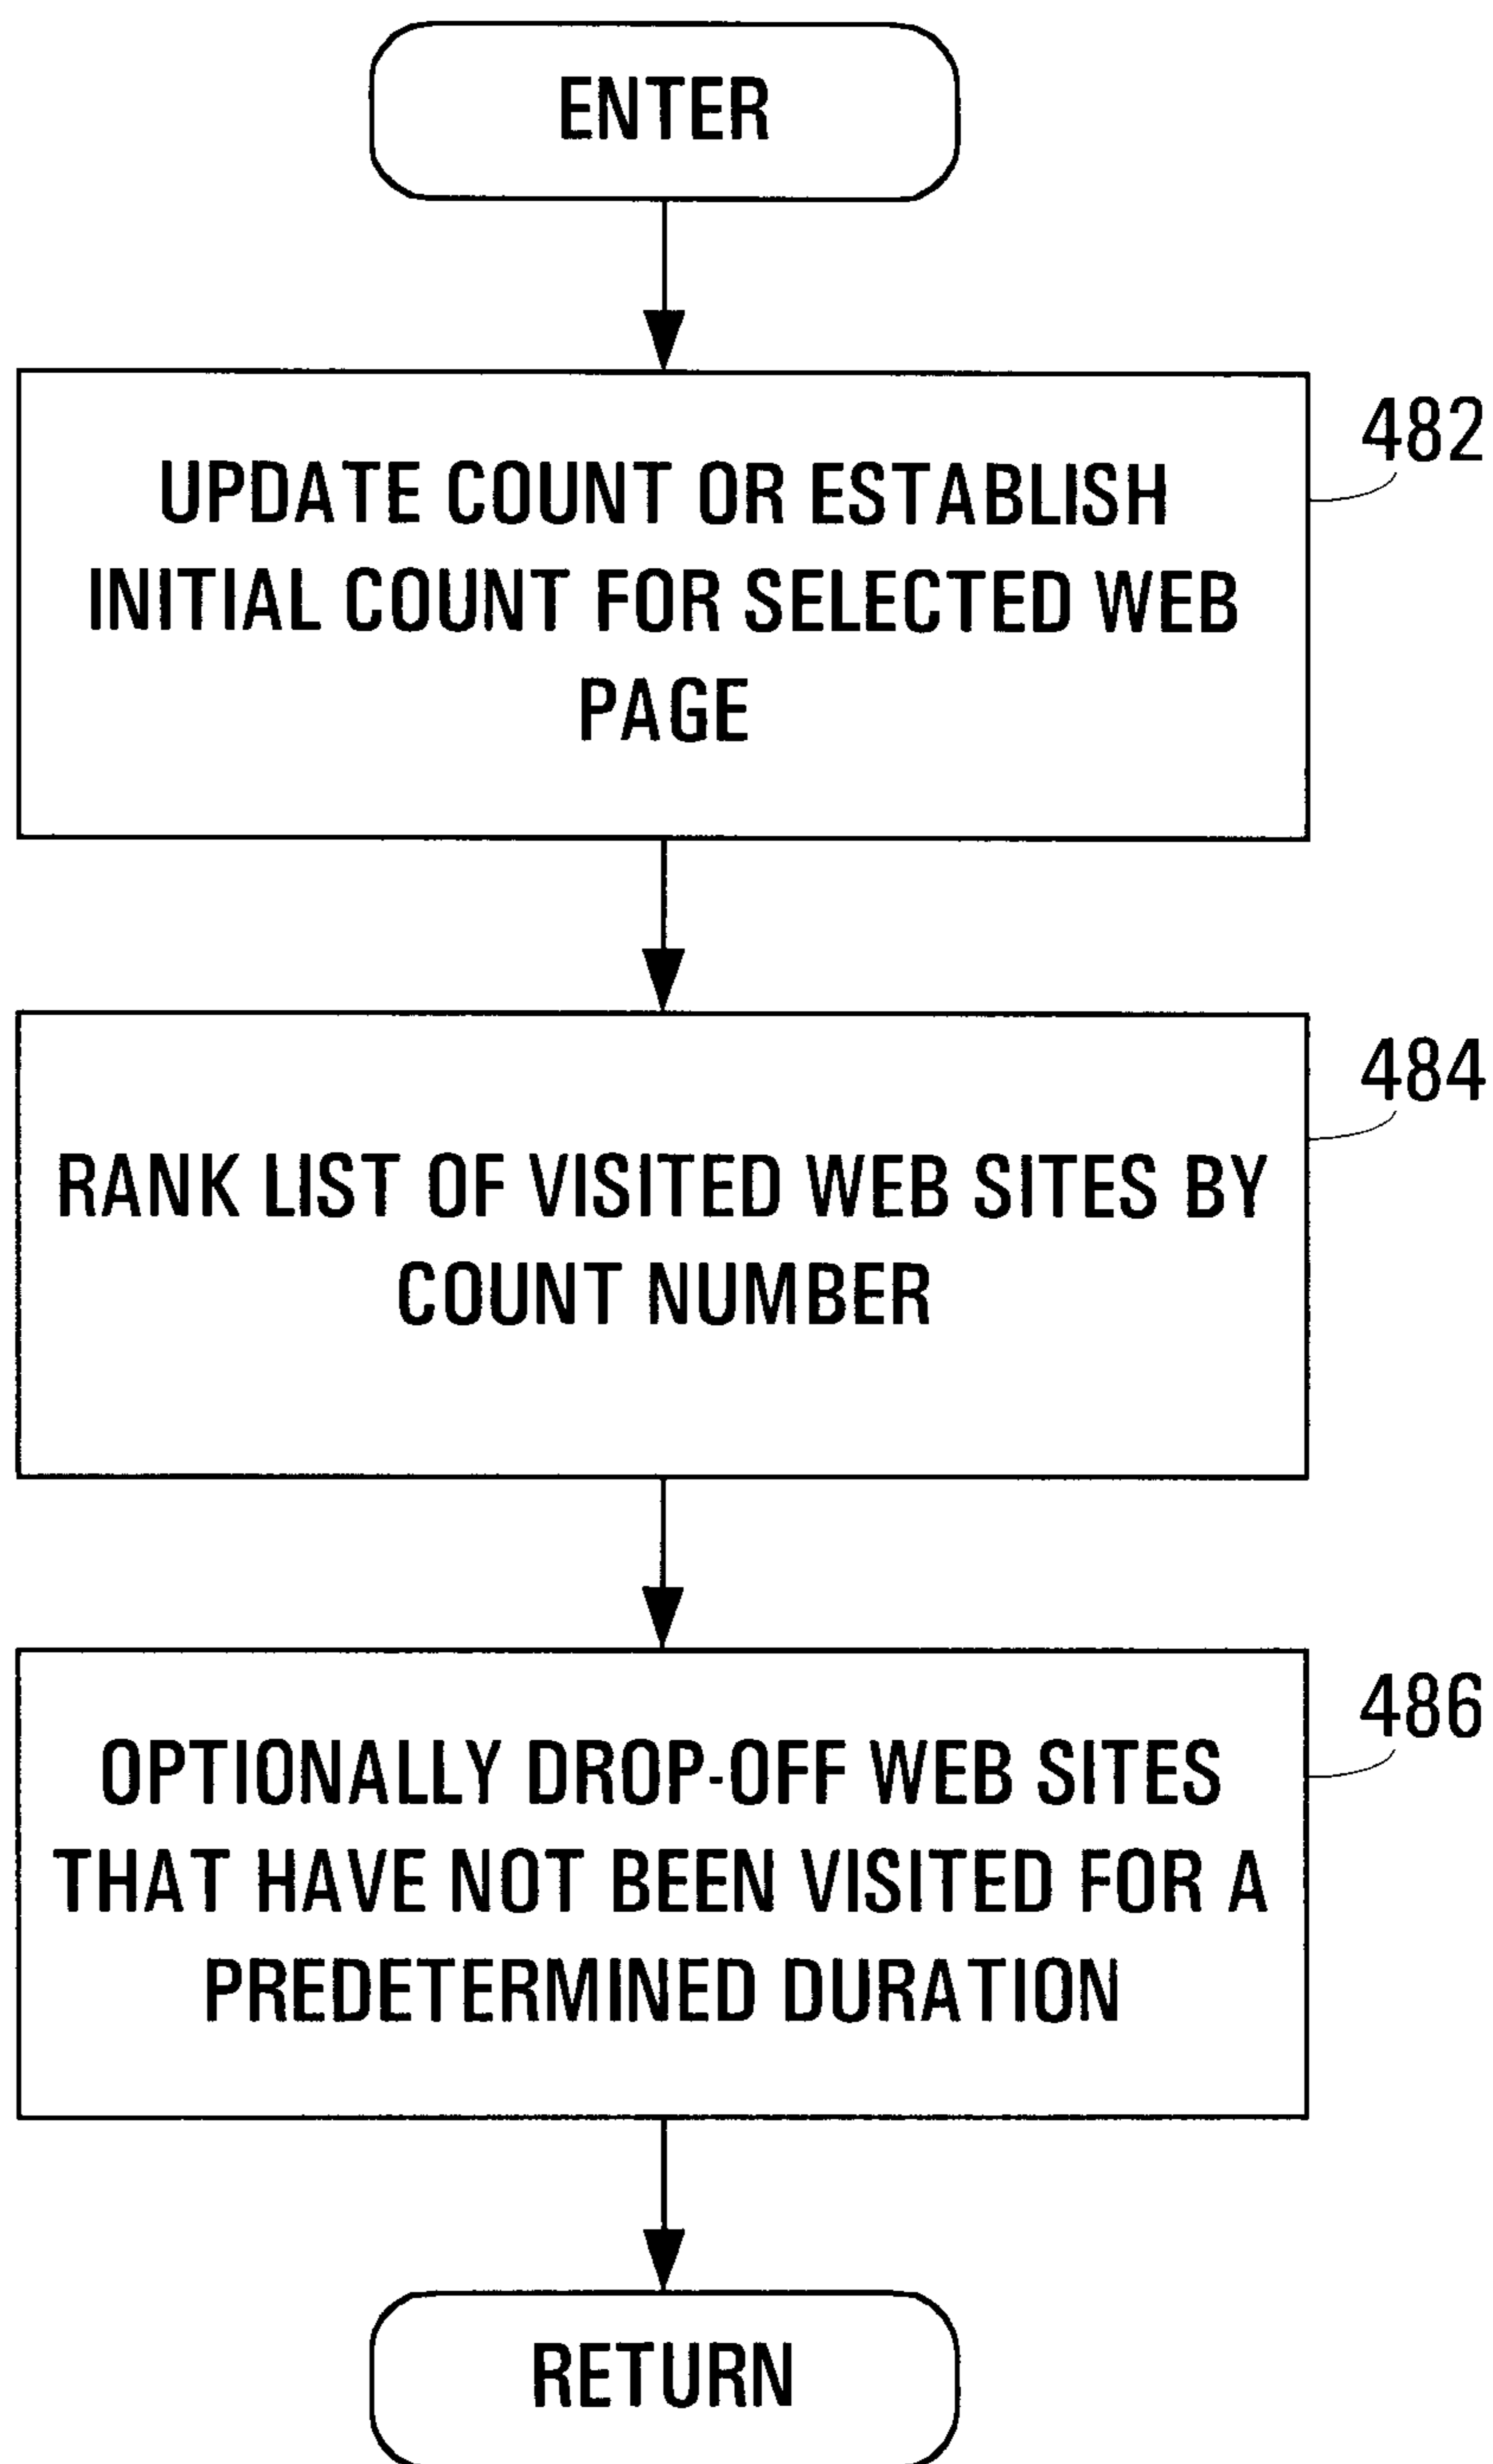 ENTER
482
UPDATE COUNT OR ESTABLISH
INITIAL COUNT FOR SELECTED WEB
PAGE
484
RANK LIST OF VISITED WEB SITES BY
COUNT NUMBER
486
OPTIONALLY DROP-OFF WEB SITES
THAT HAVE NOT BEEN VISITED FOR A
PREDETERMINED DURATION
RETURN